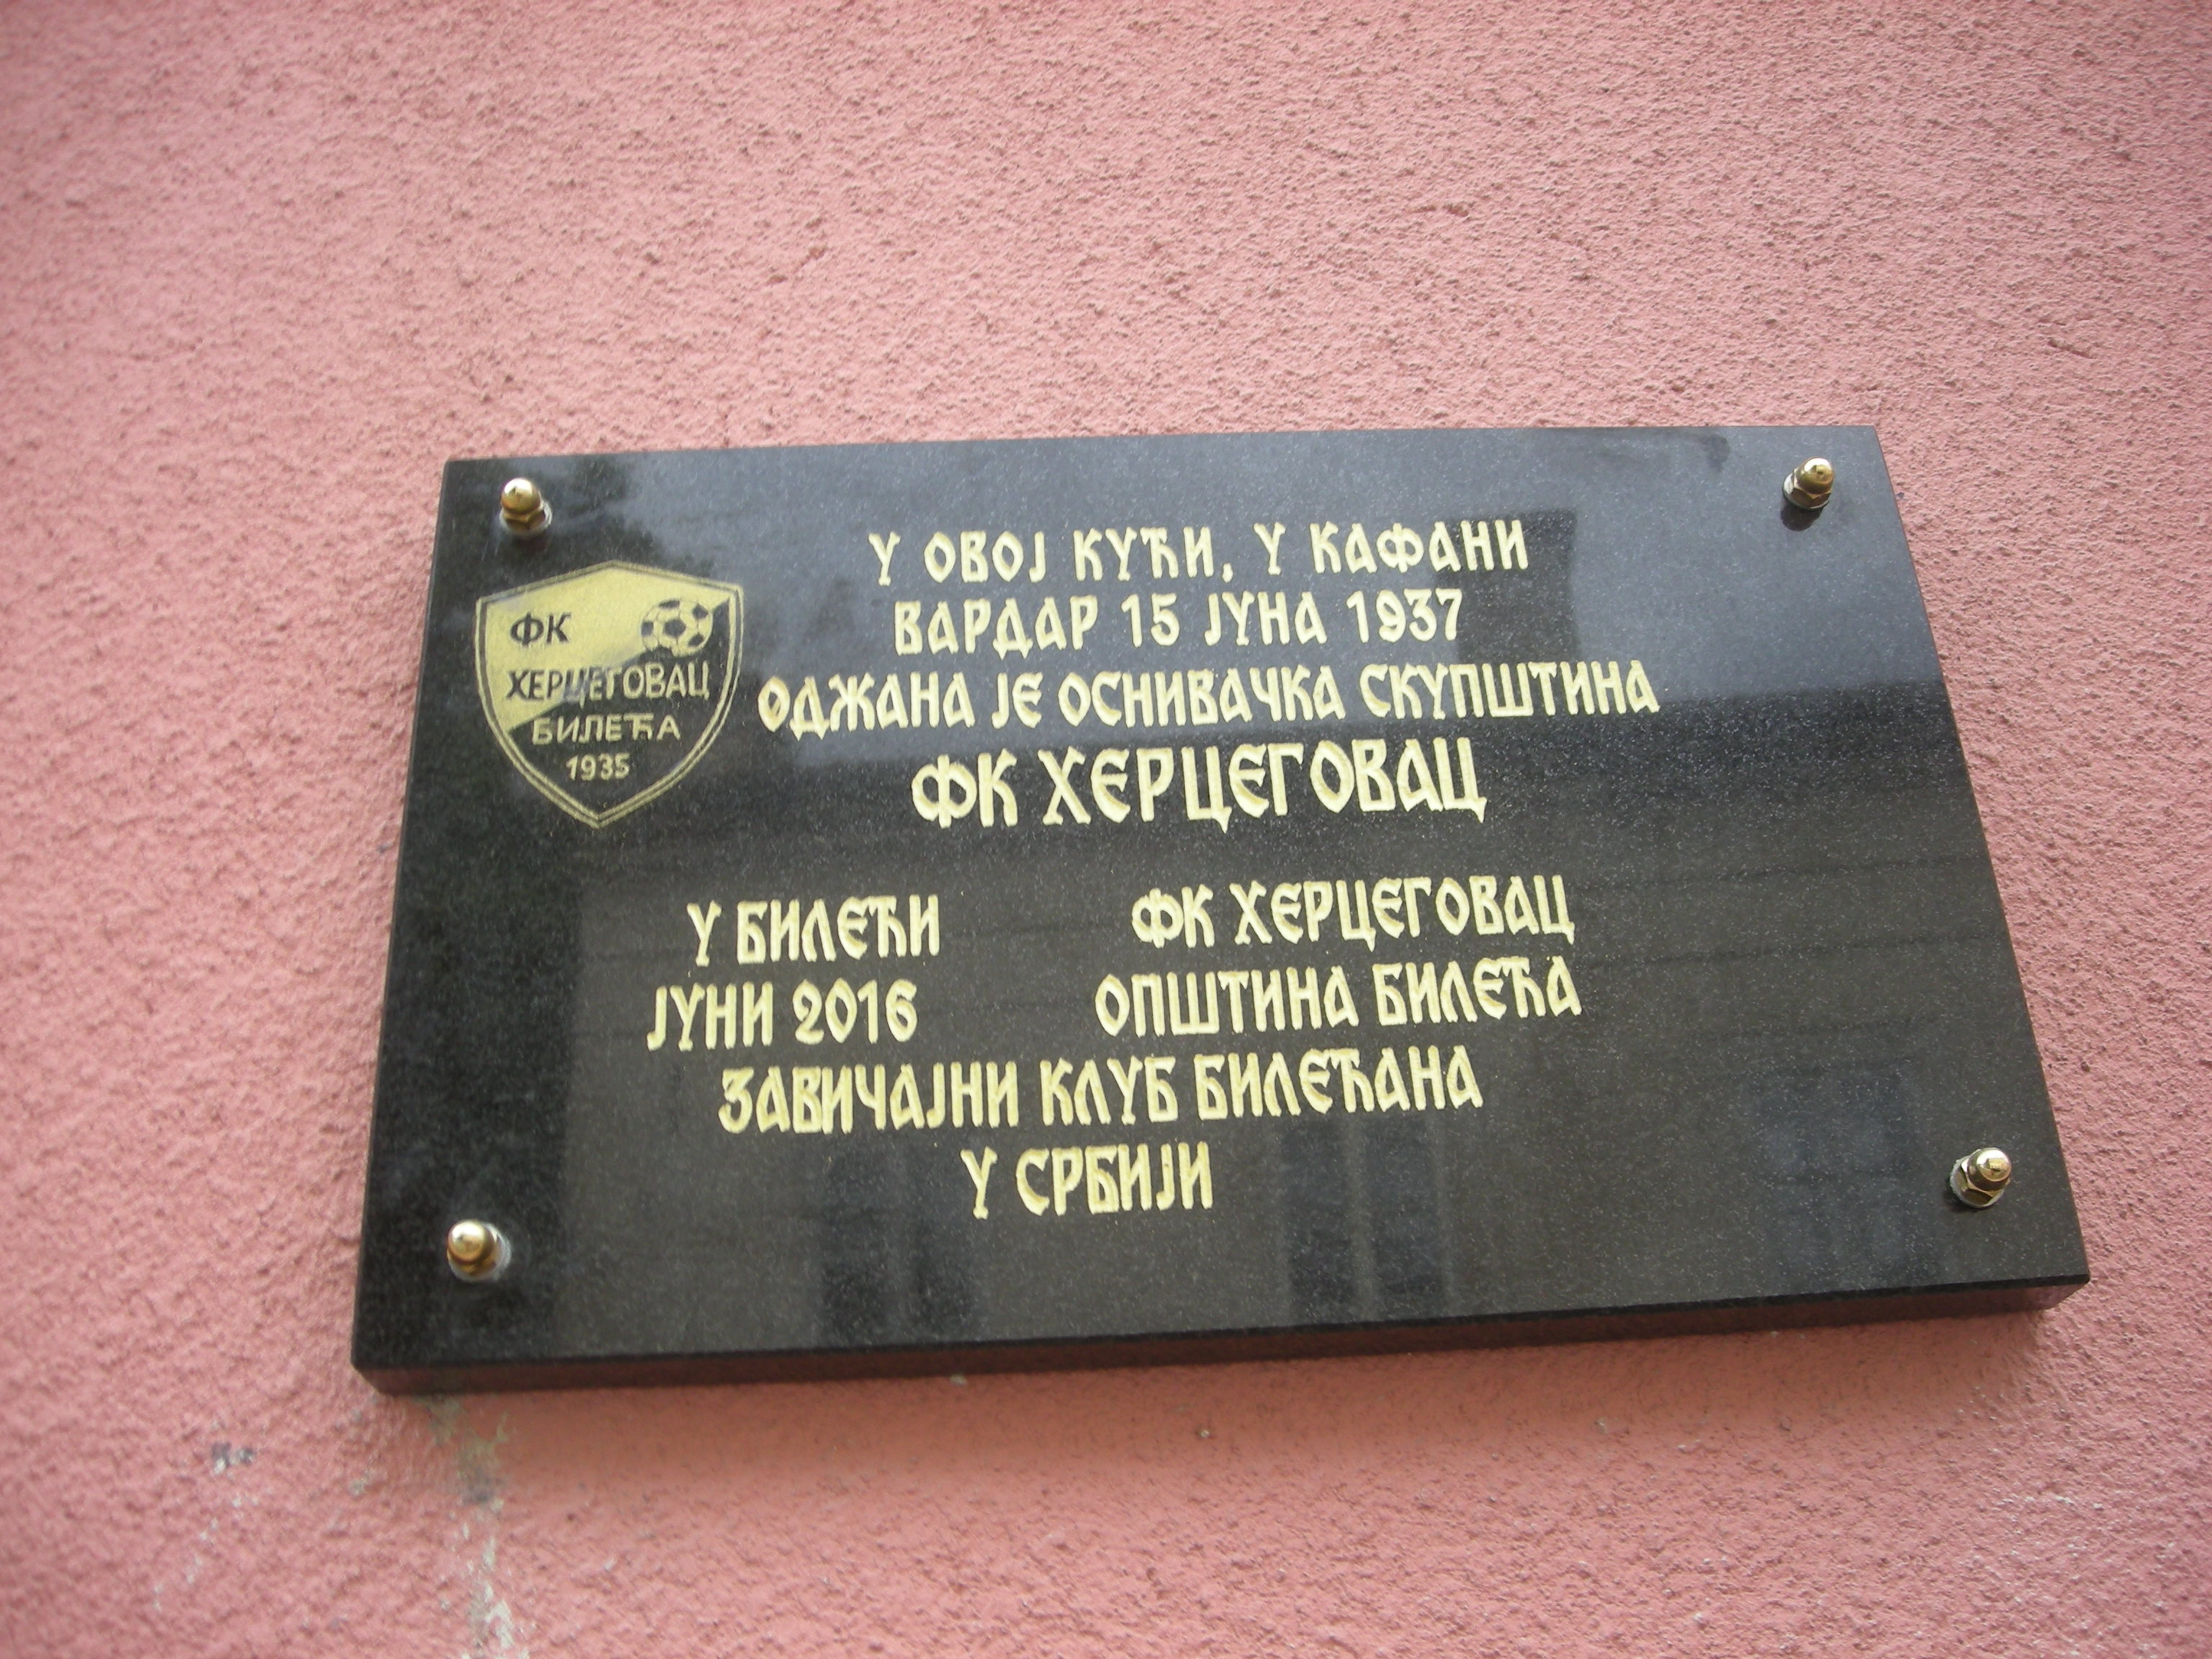 ФК
ХЕРЦЕГОВАЦ
БИЛЕЋА
1935
У ОВОЈ КУЋИ, У КАФАНИ
ВАРДАР 15 ЈУНА 1937
ОДЖАНА ЈЕ ОСНИВАЧКА СКУПШТИНА
ФК ХЕРЦЕГОВАЦ
У БИЛЕЋИ
ЈУНИ 2016
ФК ХЕРЦЕГОВАЦ
ОПШТИНА БИЛЕЋА
ЗАВИЧАЈНИ КЛУБ БИЛЕЋАНА
У СРБИЈИ